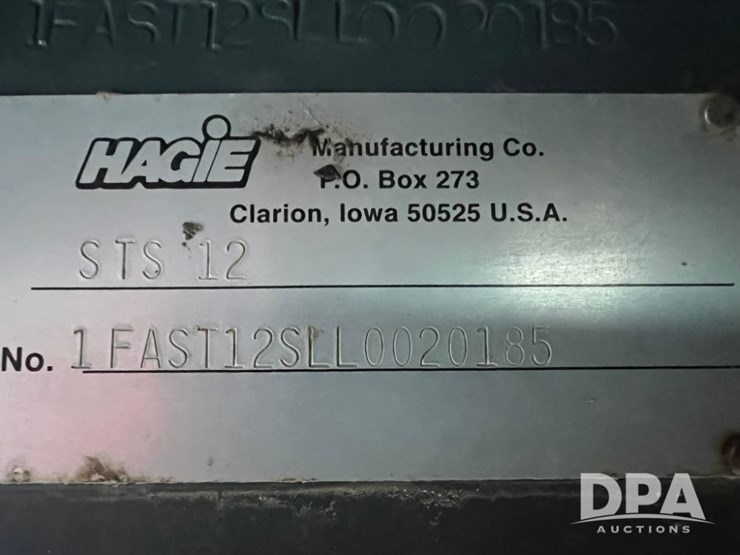 1FAST12SLL0020185
HAGIE
Manufacturing Co.
P.O. Box 273
Clarion, Iowa 50525 U.S.A.
STS 12
No. 1FAST12SLL0020185
DPA
AUCTIONS